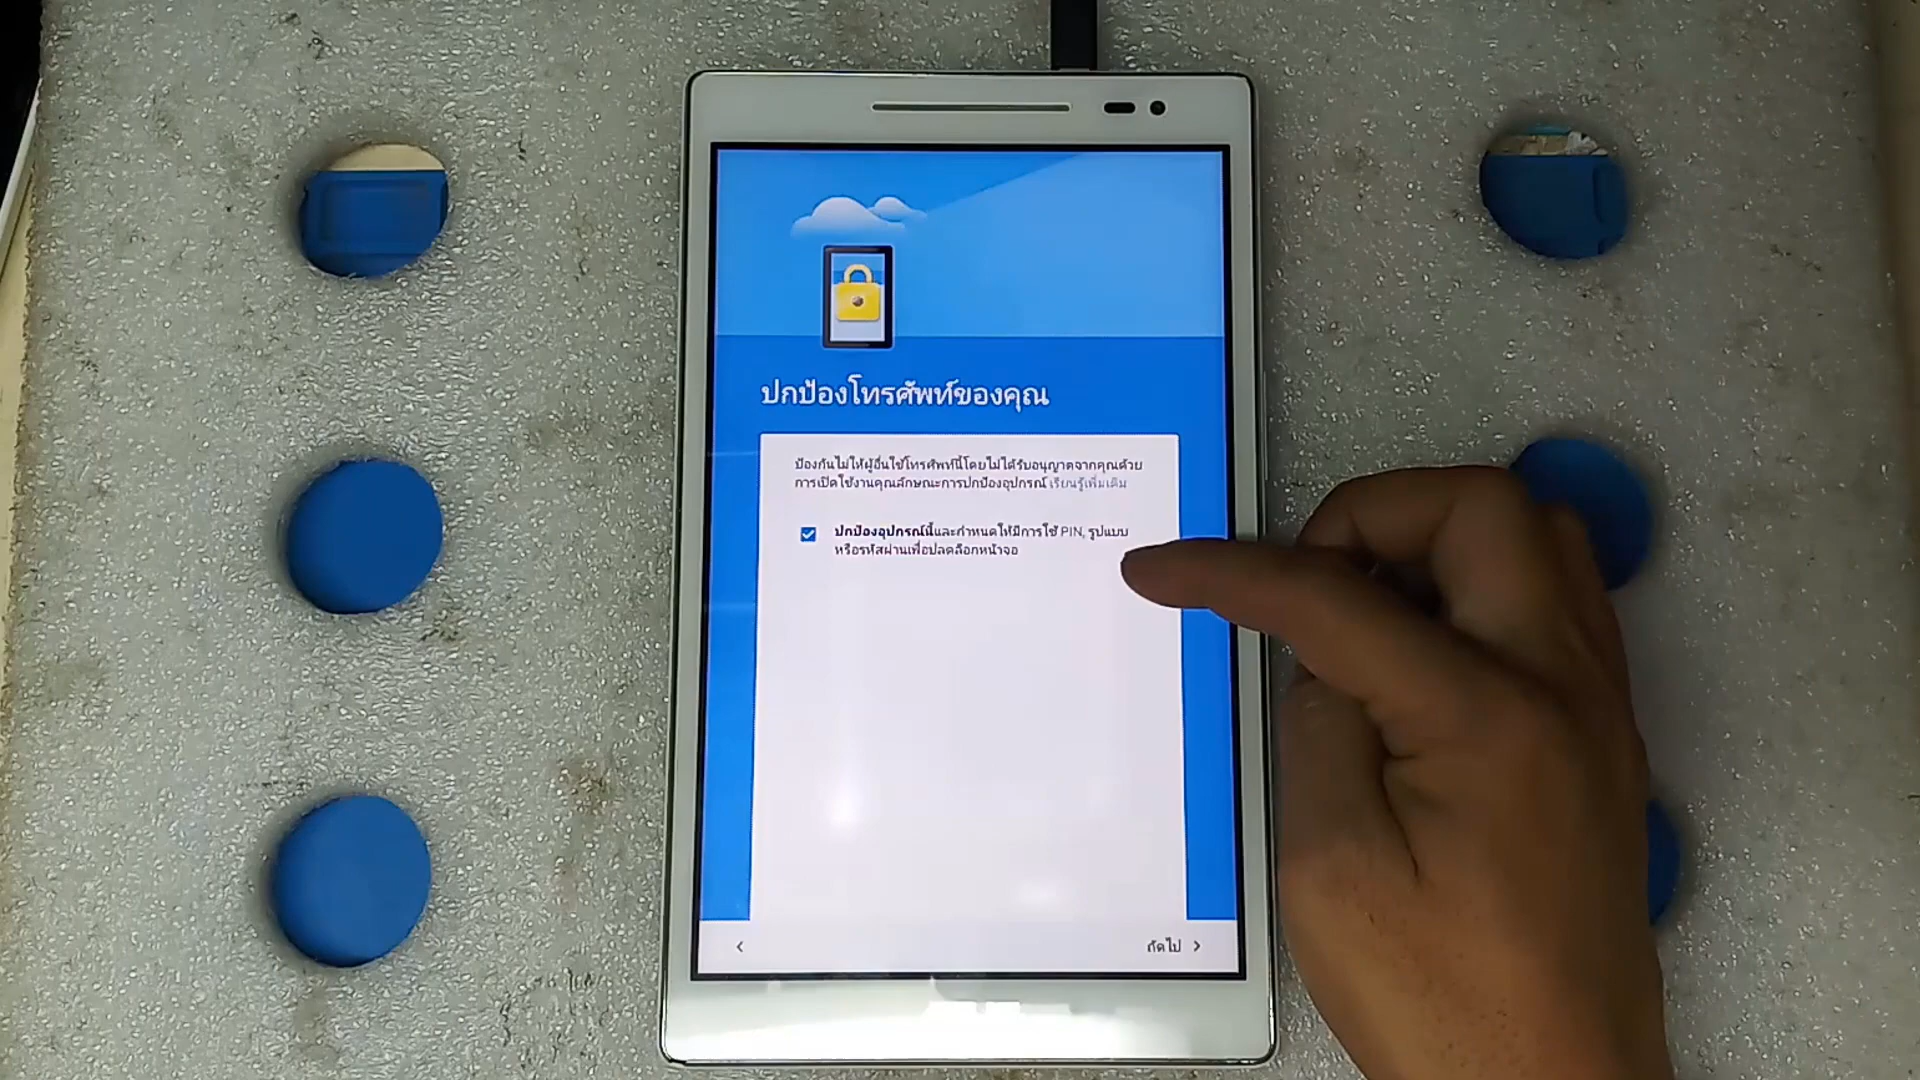 ปกป้องโทรศัพท์ของคุณ
ป้องกันไม่ให้ผู้อื่นใช้โทรศัพท์นี้โดยไม่ได้รับอนุญาตจากคุณด้วย
การเปิดใช้งานคุณลักษณะการปกป้องอุปกรณ์ เรียนรู้เพิ่มเติม
ปกป้องอุปกรณ์นี้และกำหนดให้มีการใช้ PIN, รูปแบบ
หรือรหัสผ่านเพื่อปลดล็อกหน้าจอ
ถัดไป